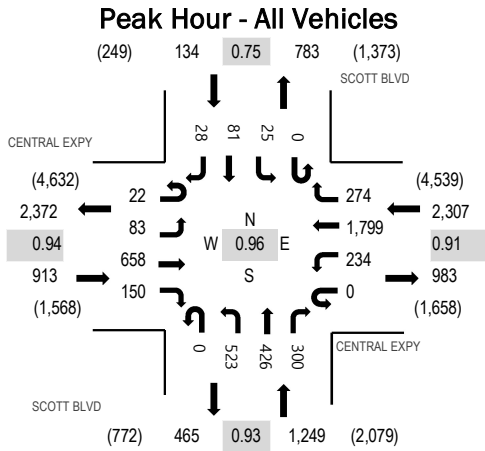 Peak Hour - All Vehicles
(249) 134 0.75 783 (1,373)
SCOTT BLVD
CENTRAL EXPY
28 81 25 0
(4,632) (4,539)
22 274
2,372 2,307
83 N 1,799
0.94 W 0.96 E 0.91
658 S 234
913 983
150 0
(1,568) (1,658)
0 523 426 300
CENTRAL EXPY
SCOTT BLVD
(772) 465 0.93 1,249 (2,079)